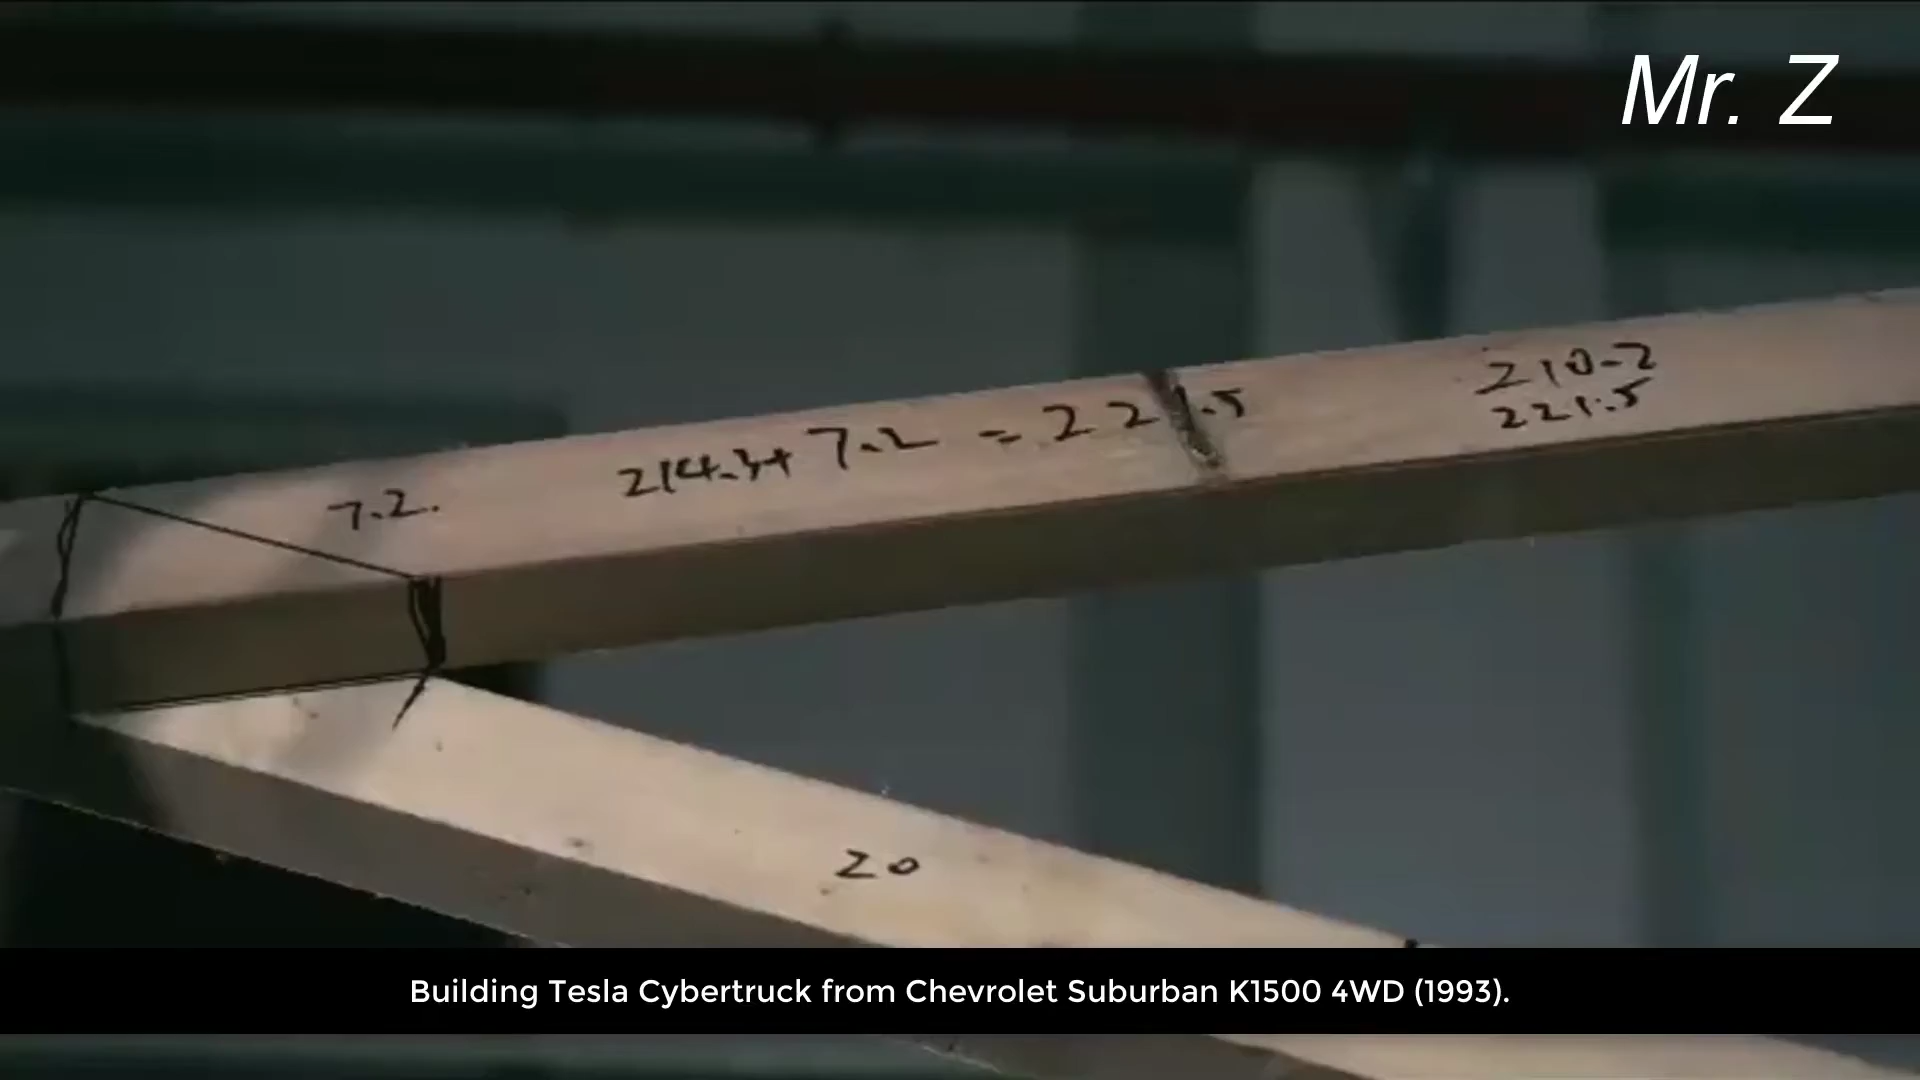 Mr. Z
7.2.
214.3+7.2 = 221.5
210.2
221.5
20
Building Tesla Cybertruck from Chevrolet Suburban K1500 4WD (1993).